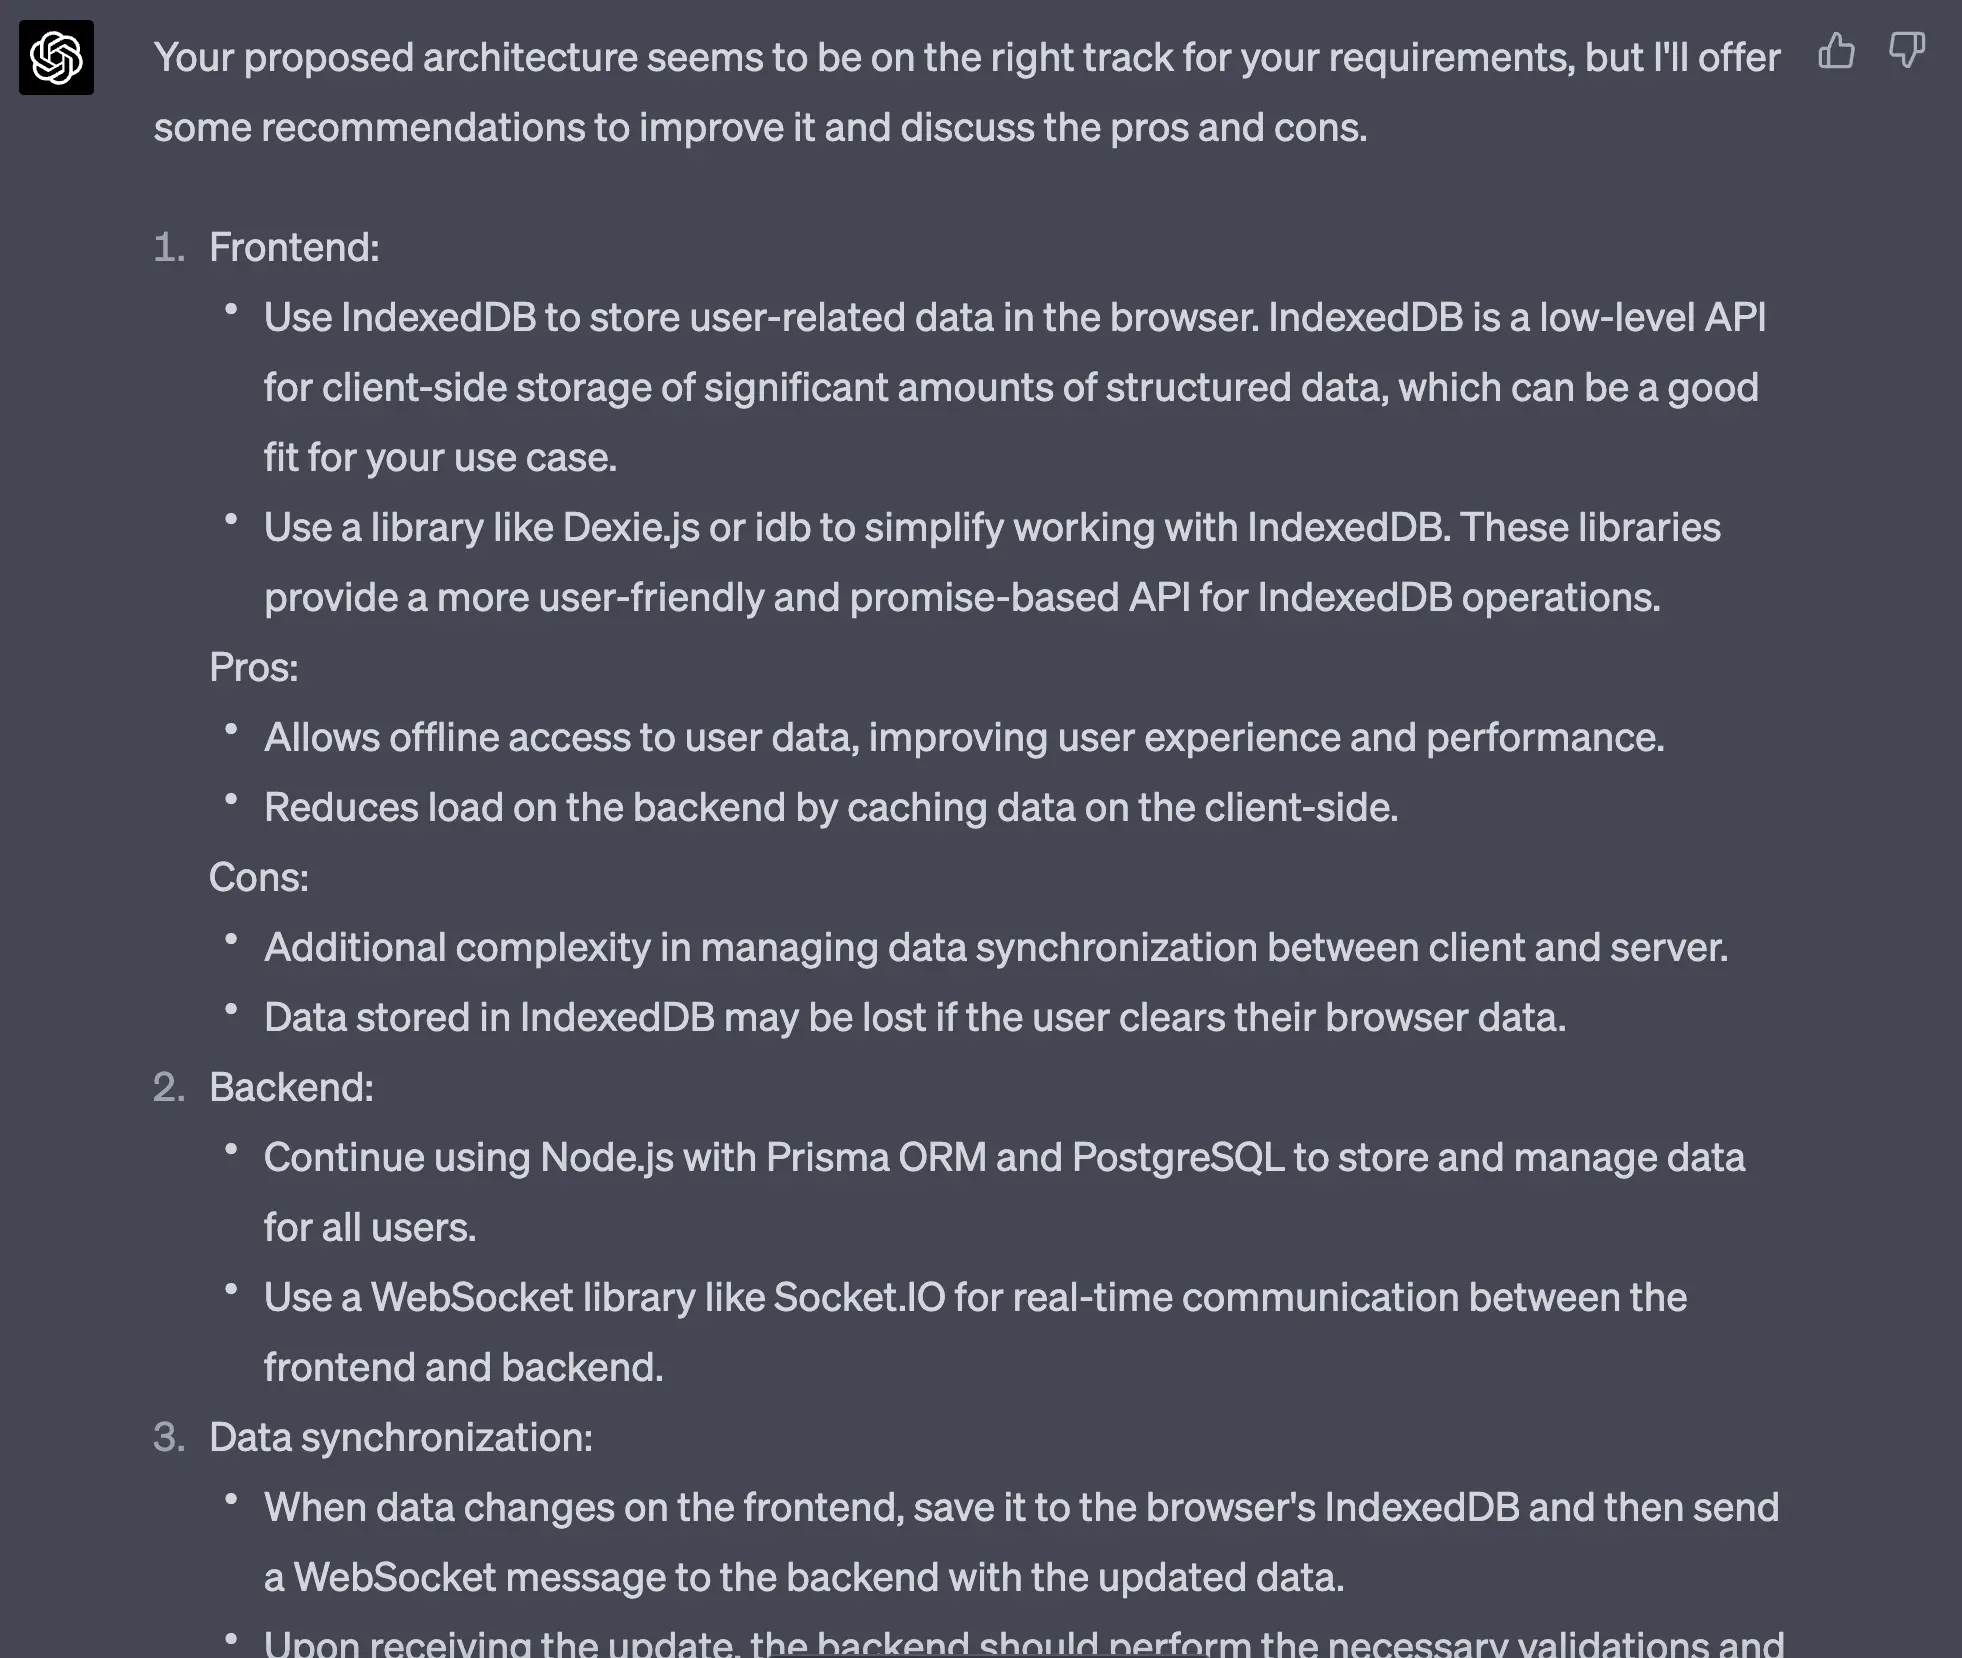 Your proposed architecture seems to be on the right track for your requirements, but I'll offer
some recommendations to improve it and discuss the pros and cons.
1. Frontend:
• Use IndexedDB to store user-related data in the browser. IndexedDB is a low-level API
for client-side storage of significant amounts of structured data, which can be a good
fit for your use case.
• Use a library like Dexie.js or idb to simplify working with IndexedDB. These libraries
provide a more user-friendly and promise-based API for IndexedDB operations.
Pros:
• Allows offline access to user data, improving user experience and performance.
• Reduces load on the backend by caching data on the client-side.
Cons:
• Additional complexity in managing data synchronization between client and server.
• Data stored in IndexedDB may be lost if the user clears their browser data.
2. Backend:
• Continue using Node.js with Prisma ORM and PostgreSQL to store and manage data
for all users.
• Use a WebSocket library like Socket.IO for real-time communication between the
frontend and backend.
3. Data synchronization:
• When data changes on the frontend, save it to the browser's IndexedDB and then send
a WebSocket message to the backend with the updated data.
• Upon receiving the update, the backend should perform the necessary validations and